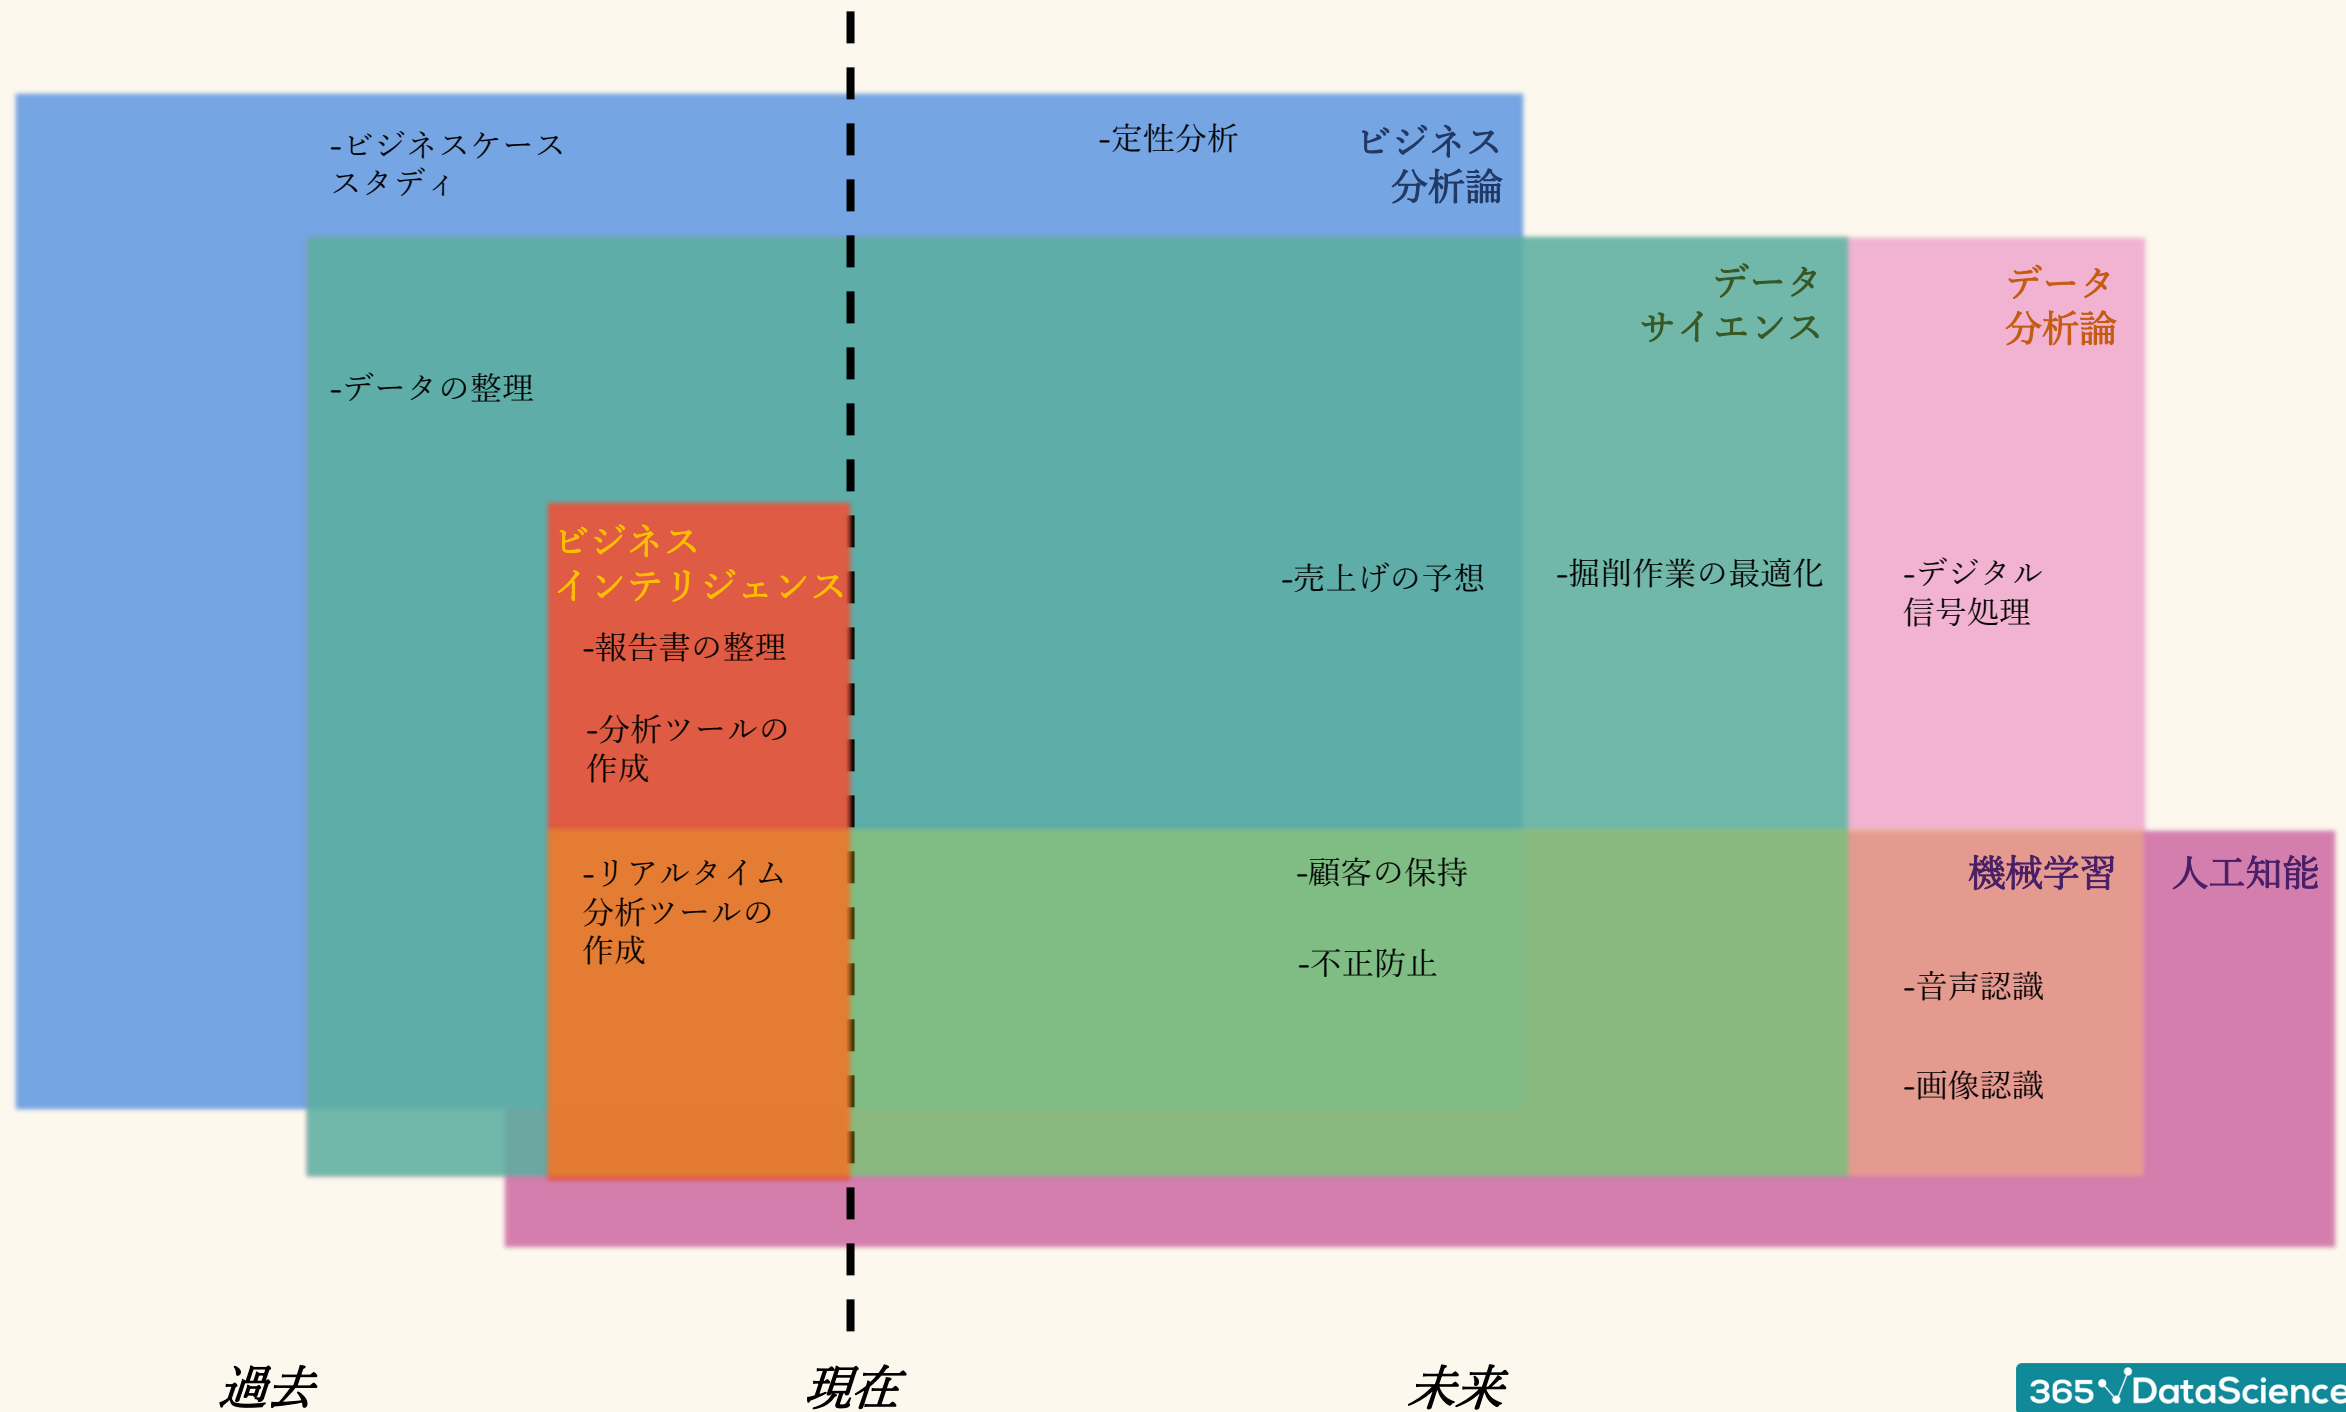 -ビジネスケース
スタディ
-定性分析
ビジネス
分析論
データ
サイエンス
データ
分析論
-データの整理
ビジネス
インテリジェンス
-報告書の整理
-分析ツールの
作成
-売上げの予想
-掘削作業の最適化
-デジタル
信号処理
-リアルタイム
分析ツールの
作成
-顧客の保持
-不正防止
機械学習
人工知能
-音声認識
-画像認識
過去
現在
未来
365 DataScience